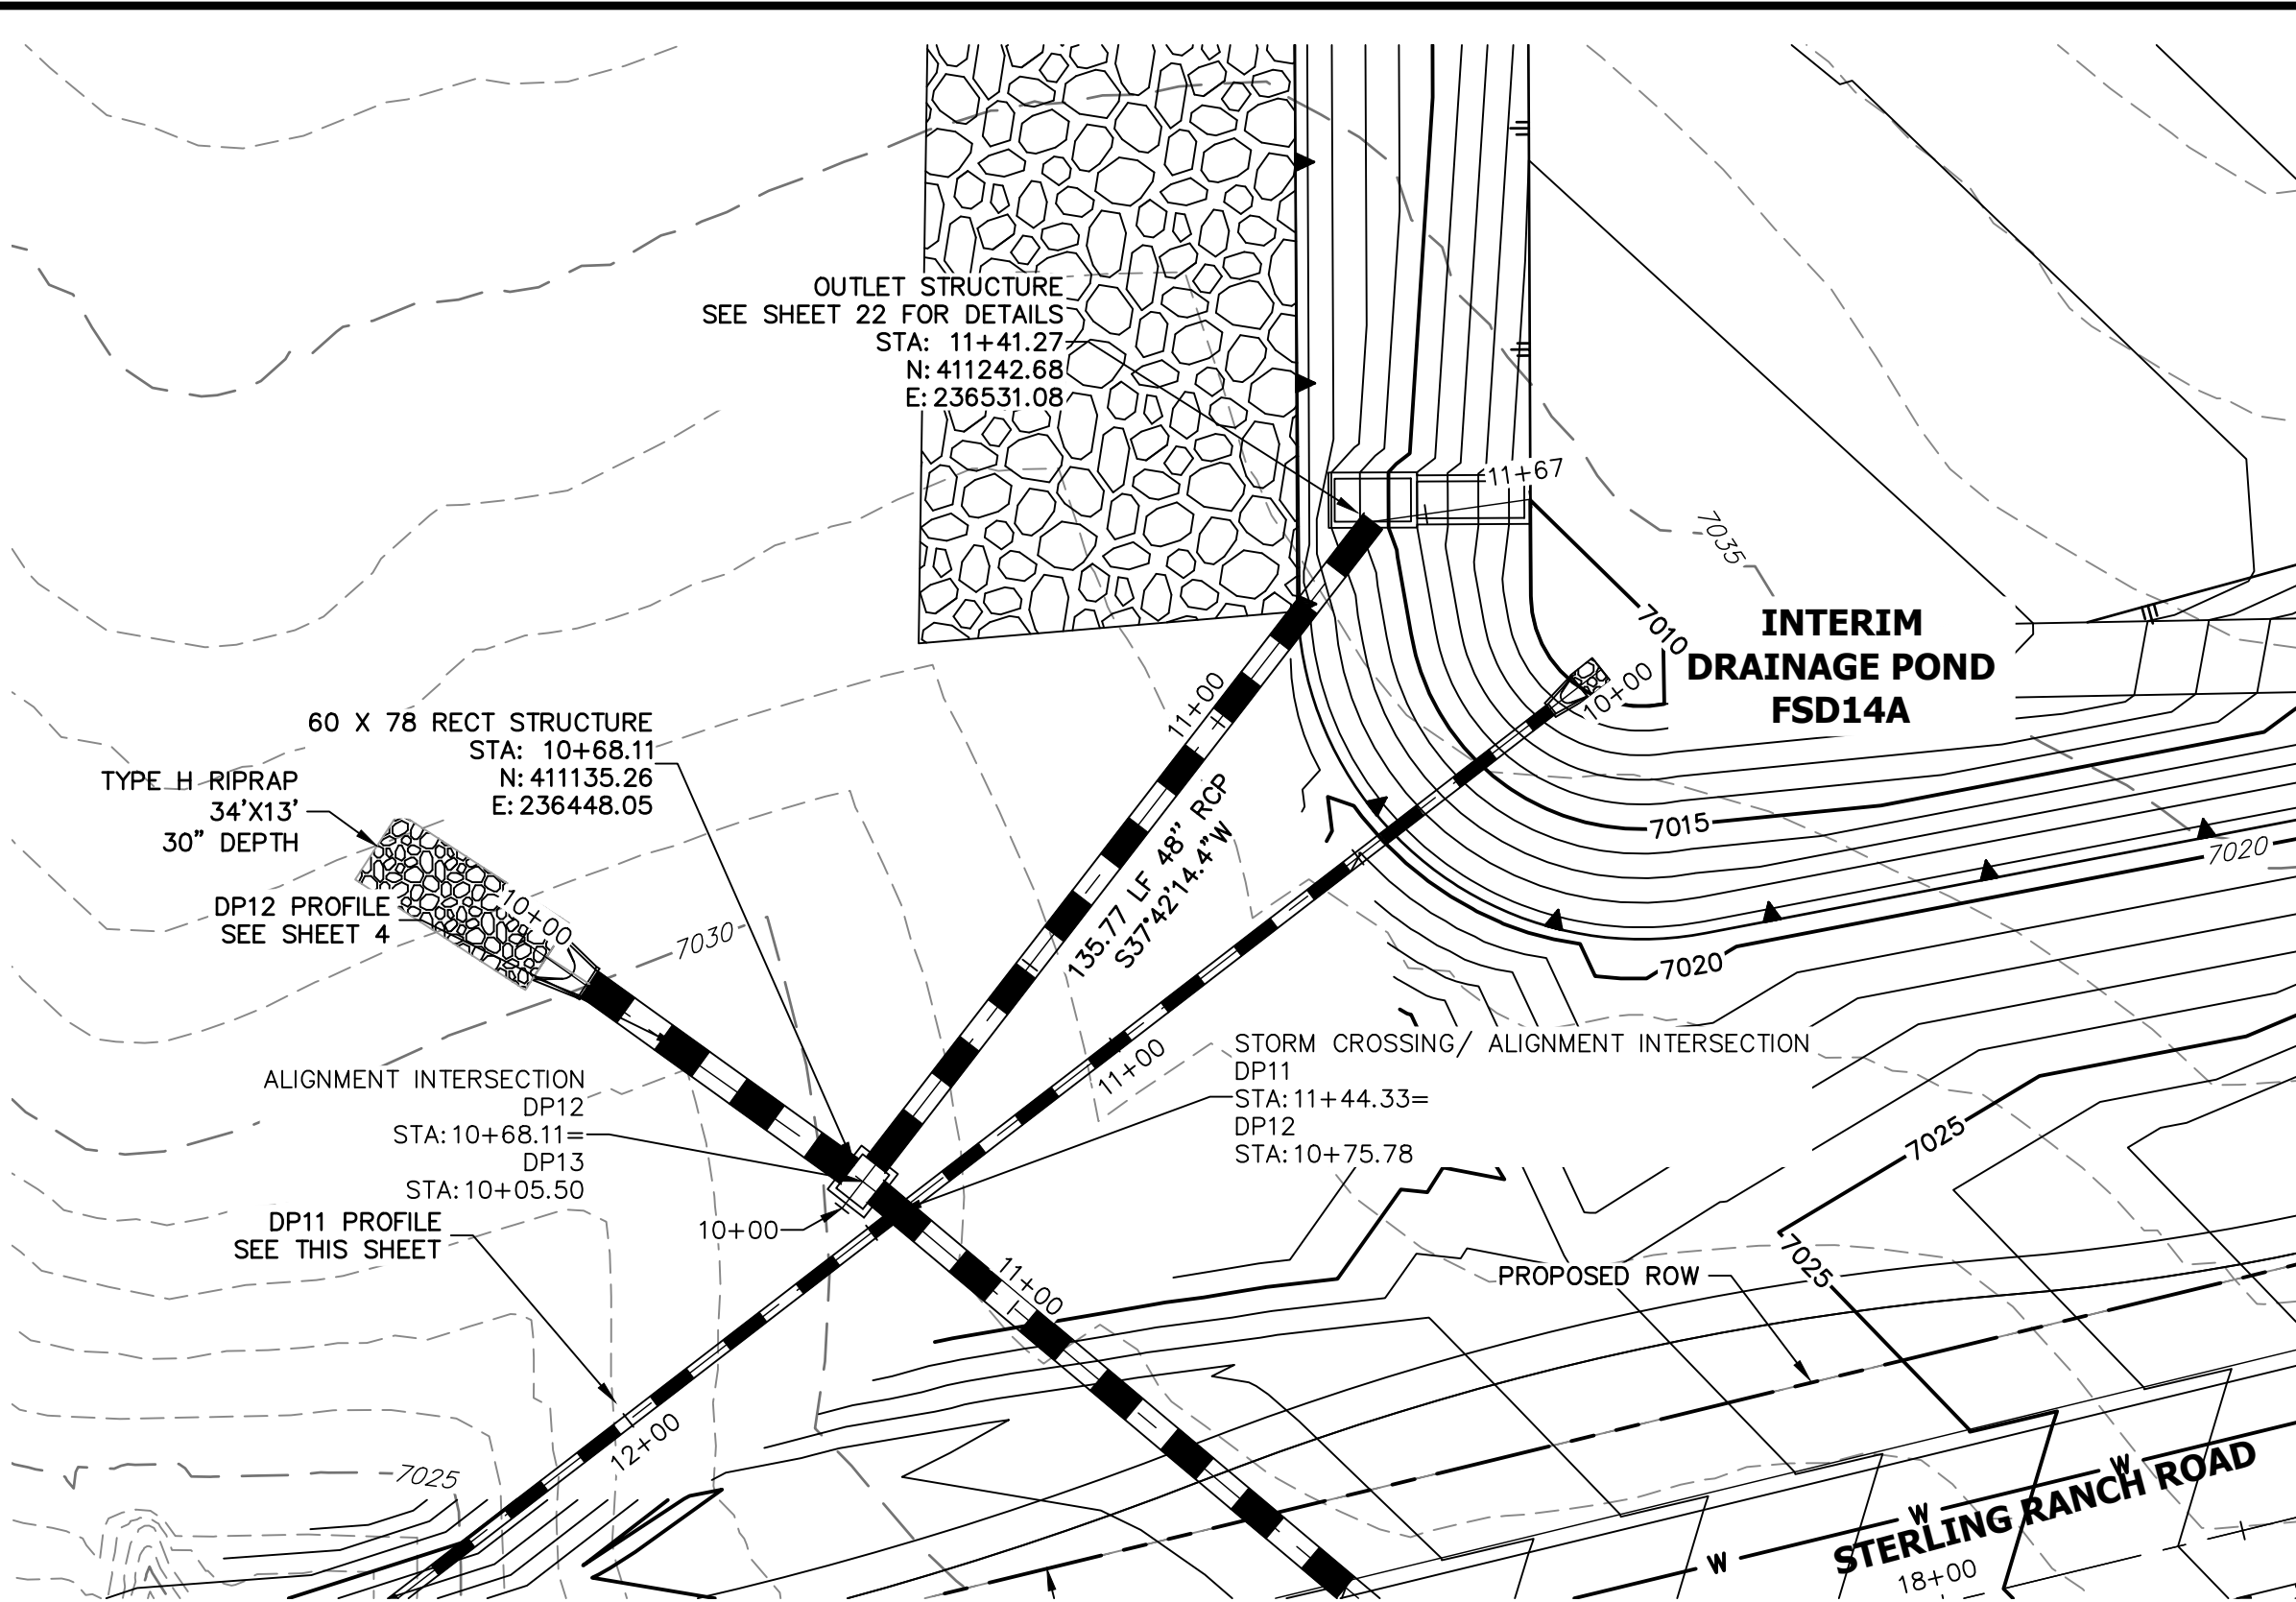 OUTLET STRUCTURE
SEE SHEET 22 FOR DETAILS
STA: 11+41.27
N: 411242.68
E: 236531.08
11+67
7035
INTERIM
DRAINAGE POND
FSD14A
7010
10+00
11+00
60 X 78 RECT STRUCTURE
STA: 10+68.11
N: 411135.26
E: 236448.05
TYPE H RIPRAP
34'X13'
30" DEPTH
135.77 LF 48" RCP
S37°42'14.4"W
7015
7020
7020
10+00
DP12 PROFILE
SEE SHEET 4
7030
STORM CROSSING/ ALIGNMENT INTERSECTION
DP11
STA: 11+44.33=
DP12
STA: 10+75.78
11+00
ALIGNMENT INTERSECTION
DP12
STA: 10+68.11=
DP13
STA: 10+05.50
DP11 PROFILE
SEE THIS SHEET
10+00
11+00
7025
7025
PROPOSED ROW
12+00
7025
W
W
W
STERLING RANCH ROAD
18+00